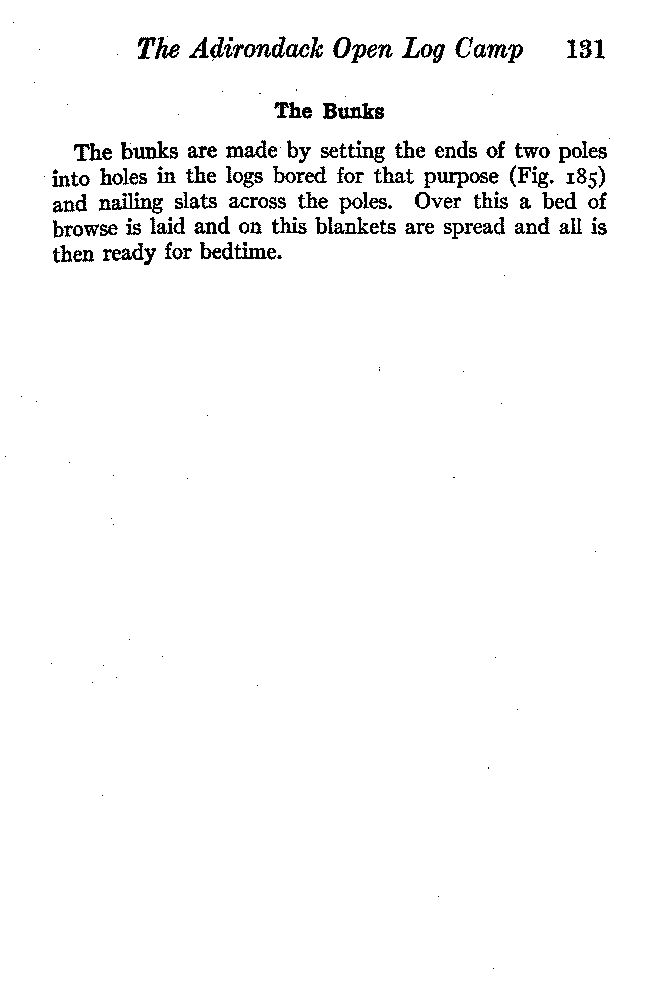 The Adirondack Open Log Camp 131
The Bunks
The bunks are made by setting the ends of two poles
into holes in the logs bored for that purpose (Fig. 185)
and nailing slats across the poles. Over this a bed of
browse is laid and on this blankets are spread and all is
then ready for bedtime.